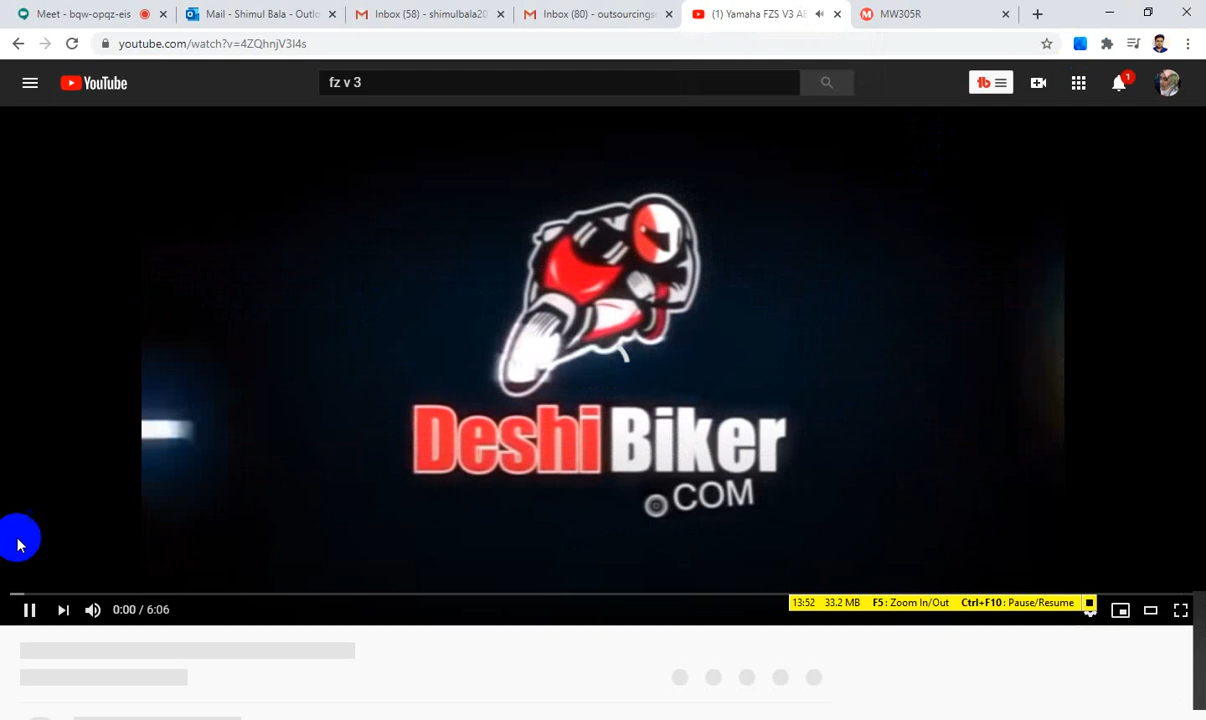 Meet - bqw-opqz-eis
Mail - Shimul Bala - Outlo
Inbox (58) - shimulbala20
Inbox (80) - outsourcings
(1) Yamaha FZS V3 AB
MW305R
youtube.com/watch?v=4ZQhnjV3I4s
YouTube
fz v 3
1
DeshiBiker
.COM
0:00 / 6:06
13:52 33.2 MB F5: Zoom In/Out Ctrl+F10: Pause/Resume